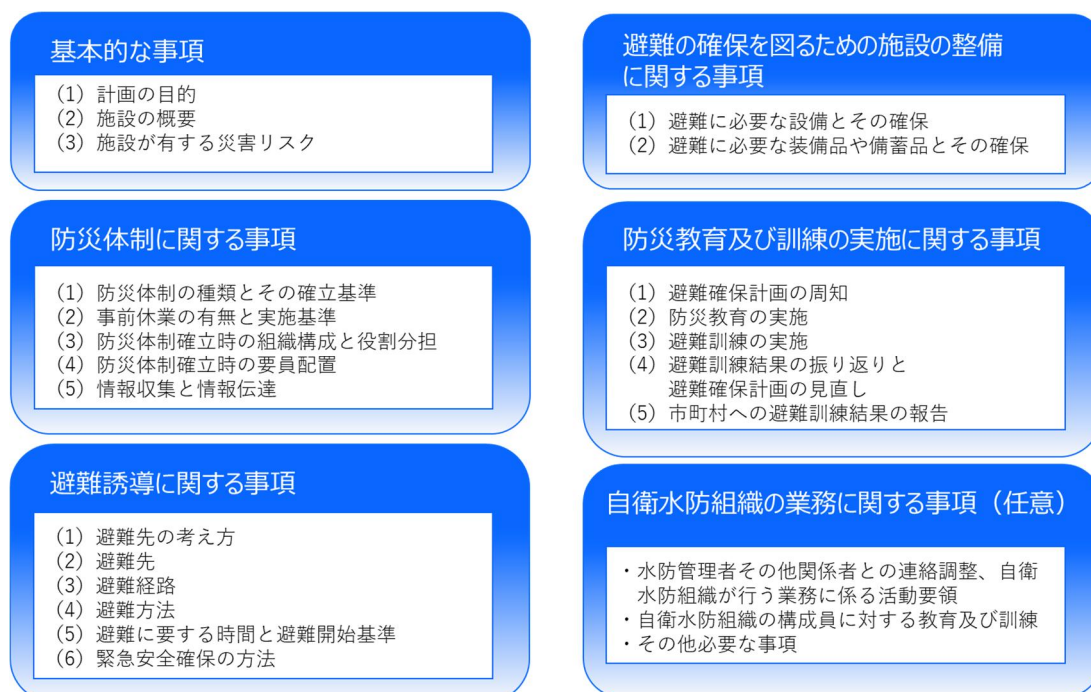 基本的な事項
(1) 計画の目的
(2) 施設の概要
(3) 施設が有する災害リスク
防災体制に関する事項
(1) 防災体制の種類とその確立基準
(2) 事前休業の有無と実施基準
(3) 防災体制確立時の組織構成と役割分担
(4) 防災体制確立時の要員配置
(5) 情報収集と情報伝達
避難誘導に関する事項
(1) 避難先の考え方
(2) 避難先
(3) 避難経路
(4) 避難方法
(5) 避難に要する時間と避難開始基準
(6) 緊急安全確保の方法
避難の確保を図るための施設の整備
に関する事項
(1) 避難に必要な設備とその確保
(2) 避難に必要な装備品や備蓄品とその確保
防災教育及び訓練の実施に関する事項
(1) 避難確保計画の周知
(2) 防災教育の実施
(3) 避難訓練の実施
(4) 避難訓練結果の振り返りと
避難確保計画の見直し
(5) 市町村への避難訓練結果の報告
自衛水防組織の業務に関する事項（任意）
・水防管理者その他関係者との連絡調整、自衛
水防組織が行う業務に係る活動要領
・自衛水防組織の構成員に対する教育及び訓練
・その他必要な事項